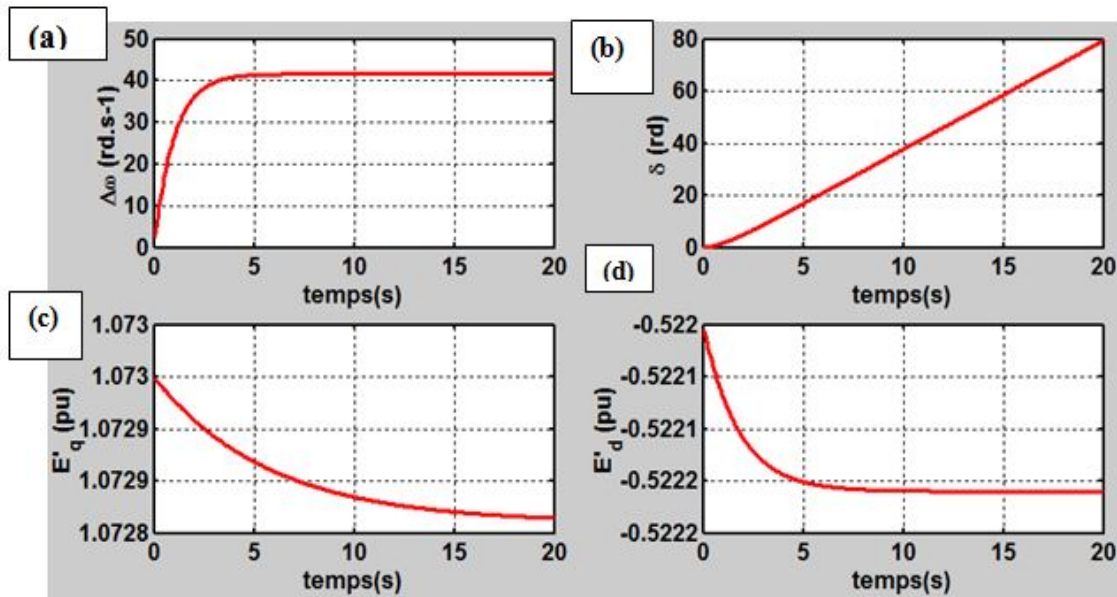 (a)
50
40
30
20
10
0
Δω (rd.s-1)
0 5 10 15 20
temps(s)
(b)
80
60
40
20
0
δ (rd)
0 5 10 15 20
temps(s)
(c)
1.073
1.073
1.0729
1.0729
1.0728
E'q (pu)
0 5 10 15 20
temps(s)
(d)
-0.522
-0.5221
-0.5221
-0.5222
-0.5222
E'd (pu)
0 5 10 15 20
temps(s)